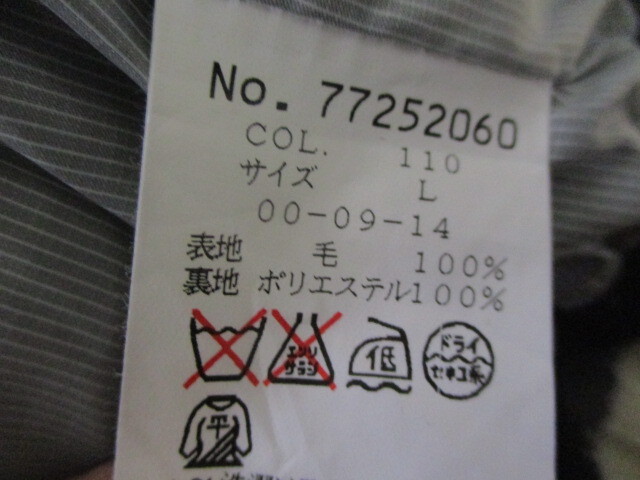 No. 77252060
COL. 110
サイズ L
00-09-14
表地 毛 100%
裏地 ポリエステル100%
エンソ
サラシ
低
ドライ
セキユ系
平